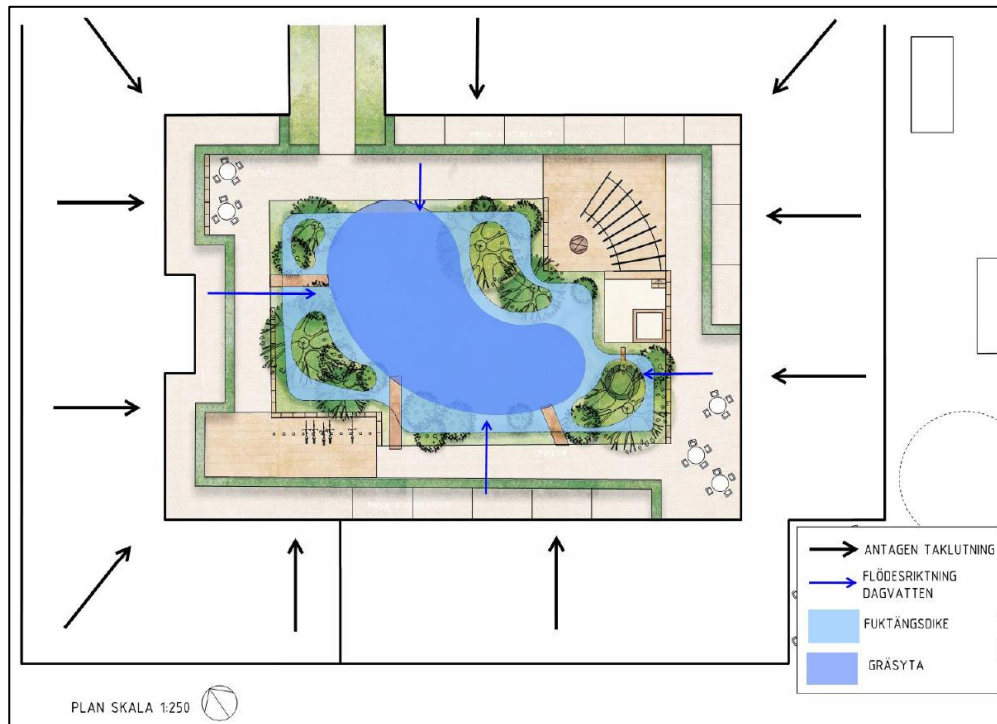 ANTAGEN TAKLUTNING
FLÖDESRIKTNING
DAGVATTEN
FUKTÄNGSDIKE
GRÄSYTA
PLAN SKALA 1:250